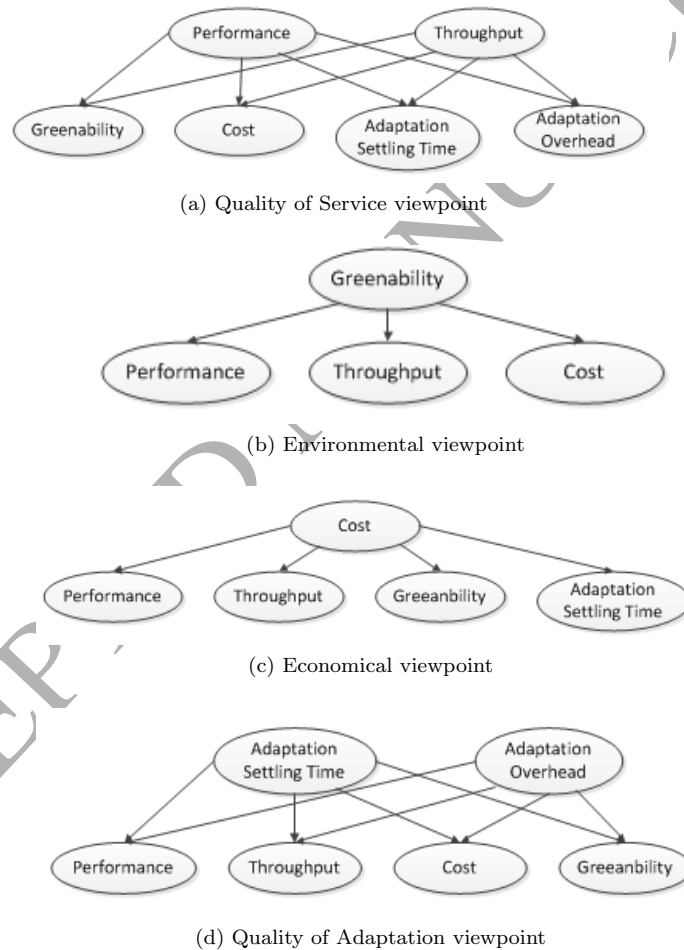 Performance
Throughput
Greenability
Cost
Adaptation
Settling Time
Adaptation
Overhead
(a) Quality of Service viewpoint
Greenability
Performance
Throughput
Cost
(b) Environmental viewpoint
Cost
Performance
Throughput
Greeanbility
Adaptation
Settling Time
(c) Economical viewpoint
Adaptation
Settling Time
Adaptation
Overhead
Performance
Throughput
Cost
Greeanbility
(d) Quality of Adaptation viewpoint